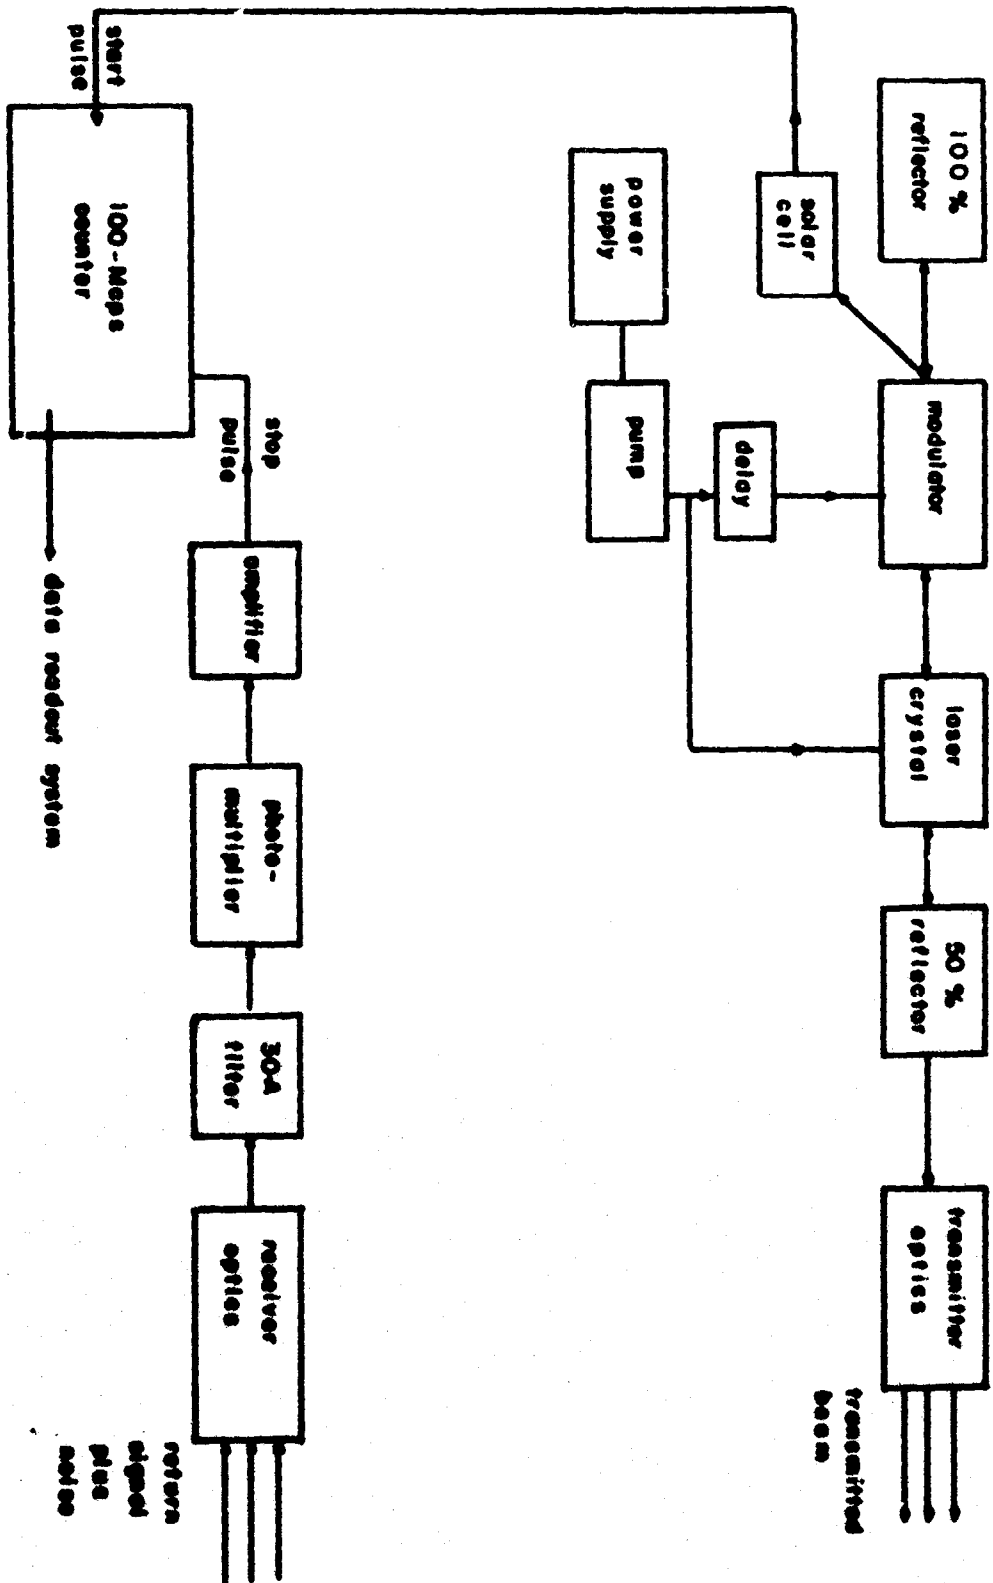 100 %
reflector
modulator
laser
crystal
50 %
reflector
transmitter
optics
transmitted
beam
solar
cell
delay
power
supply
pump
start
pulse
100-Mcps
counter
stop
pulse
amplifier
photo-
multiplier
30Å
filter
receiver
optics
return
signal
plus
noise
data readout system